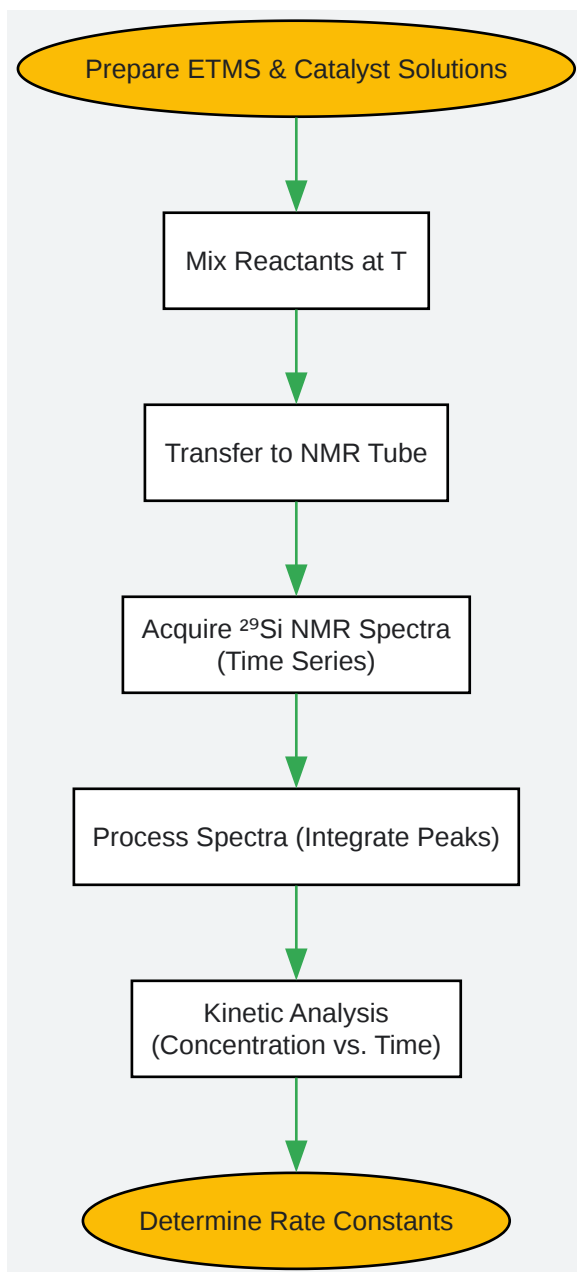 Prepare ETMS & Catalyst Solutions
Mix Reactants at T
Transfer to NMR Tube
Acquire ²⁹Si NMR Spectra
(Time Series)
Process Spectra (Integrate Peaks)
Kinetic Analysis
(Concentration vs. Time)
Determine Rate Constants